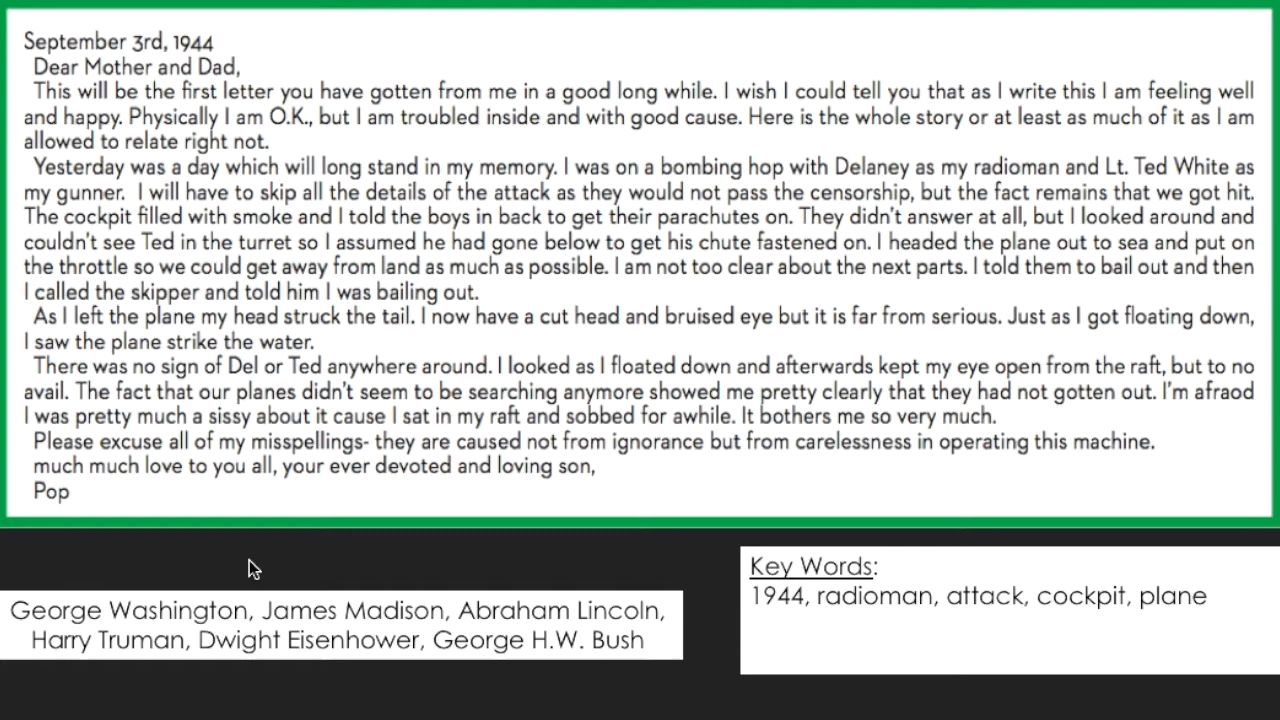 September 3rd, 1944
Dear Mother and Dad,
This will be the first letter you have gotten from me in a good long while. I wish I could tell you that as I write this I am feeling well
and happy. Physically I am O.K., but I am troubled inside and with good cause. Here is the whole story or at least as much of it as I am
allowed to relate right not.
Yesterday was a day which will long stand in my memory. I was on a bombing hop with Delaney as my radioman and Lt. Ted White as
my gunner. I will have to skip all the details of the attack as they would not pass the censorship, but the fact remains that we got hit.
The cockpit filled with smoke and I told the boys in back to get their parachutes on. They didn't answer at all, but I looked around and
couldn't see Ted in the turret so I assumed he had gone below to get his chute fastened on. I headed the plane out to sea and put on
the throttle so we could get away from land as much as possible. I am not too clear about the next parts. I told them to bail out and then
I called the skipper and told him I was bailing out.
As I left the plane my head struck the tail. I now have a cut head and bruised eye but it is far from serious. Just as I got floating down,
I saw the plane strike the water.
There was no sign of Del or Ted anywhere around. I looked as I floated down and afterwards kept my eye open from the raft, but to no
avail. The fact that our planes didn't seem to be searching anymore showed me pretty clearly that they had not gotten out. I'm afraod
I was pretty much a sissy about it cause I sat in my raft and sobbed for awhile. It bothers me so very much.
Please excuse all of my misspellings- they are caused not from ignorance but from carelessness in operating this machine.
much much love to you all, your ever devoted and loving son,
Pop
George Washington, James Madison, Abraham Lincoln,
Harry Truman, Dwight Eisenhower, George H.W. Bush
Key Words:
1944, radioman, attack, cockpit, plane